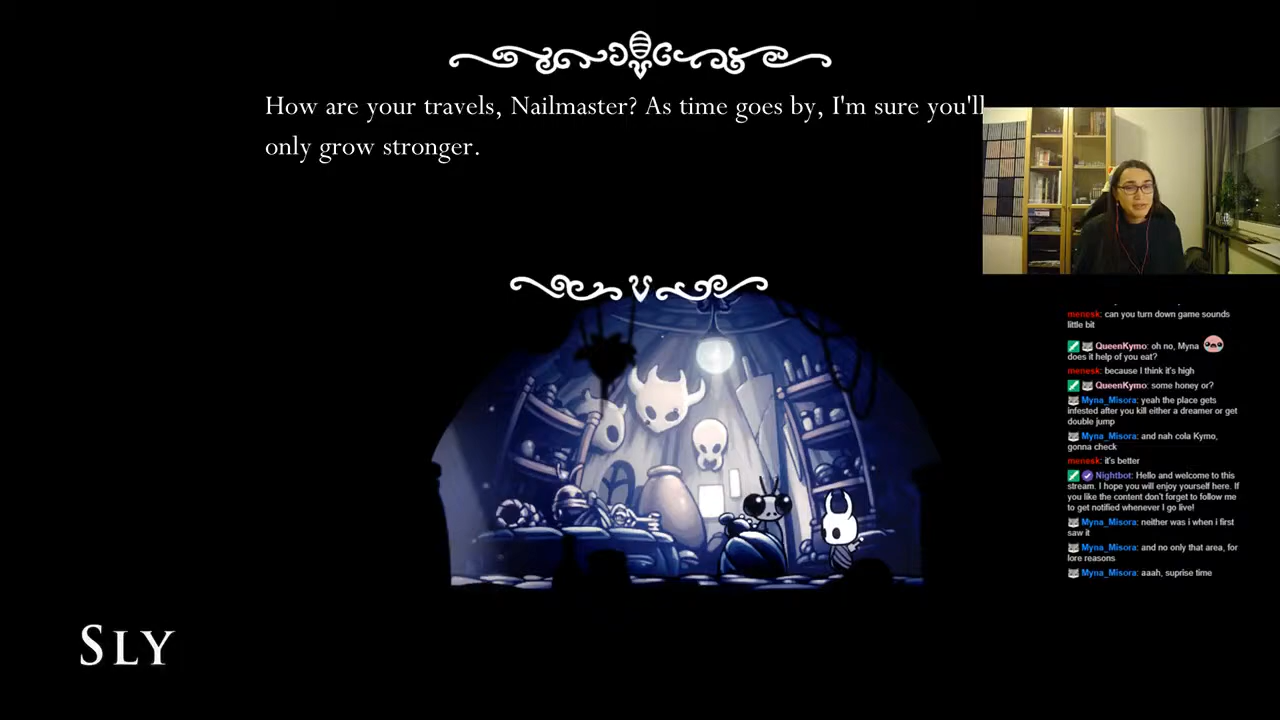 How are your travels, Nailmaster? As time goes by, I'm sure you'll
only grow stronger.
menesk: can you turn down game sounds
little bit
QueenKymo: oh no, Myna
does it help of you eat?
menesk: because I think it's high
QueenKymo: some honey or?
Myna_Misora: yeah the place gets
infested after you kill either a dreamer or get
double jump
Myna_Misora: and nah cola Kymo,
gonna check
menesk: it's better
Nightbot: Hello and welcome to this
stream. I hope you will enjoy yourself here. If
you like the content don't forget to follow me
to get notified whenever I go live!
Myna_Misora: neither was i when i first
saw it
Myna_Misora: and no only that area, for
lore reasons
Myna_Misora: aaah, suprise time
Sly